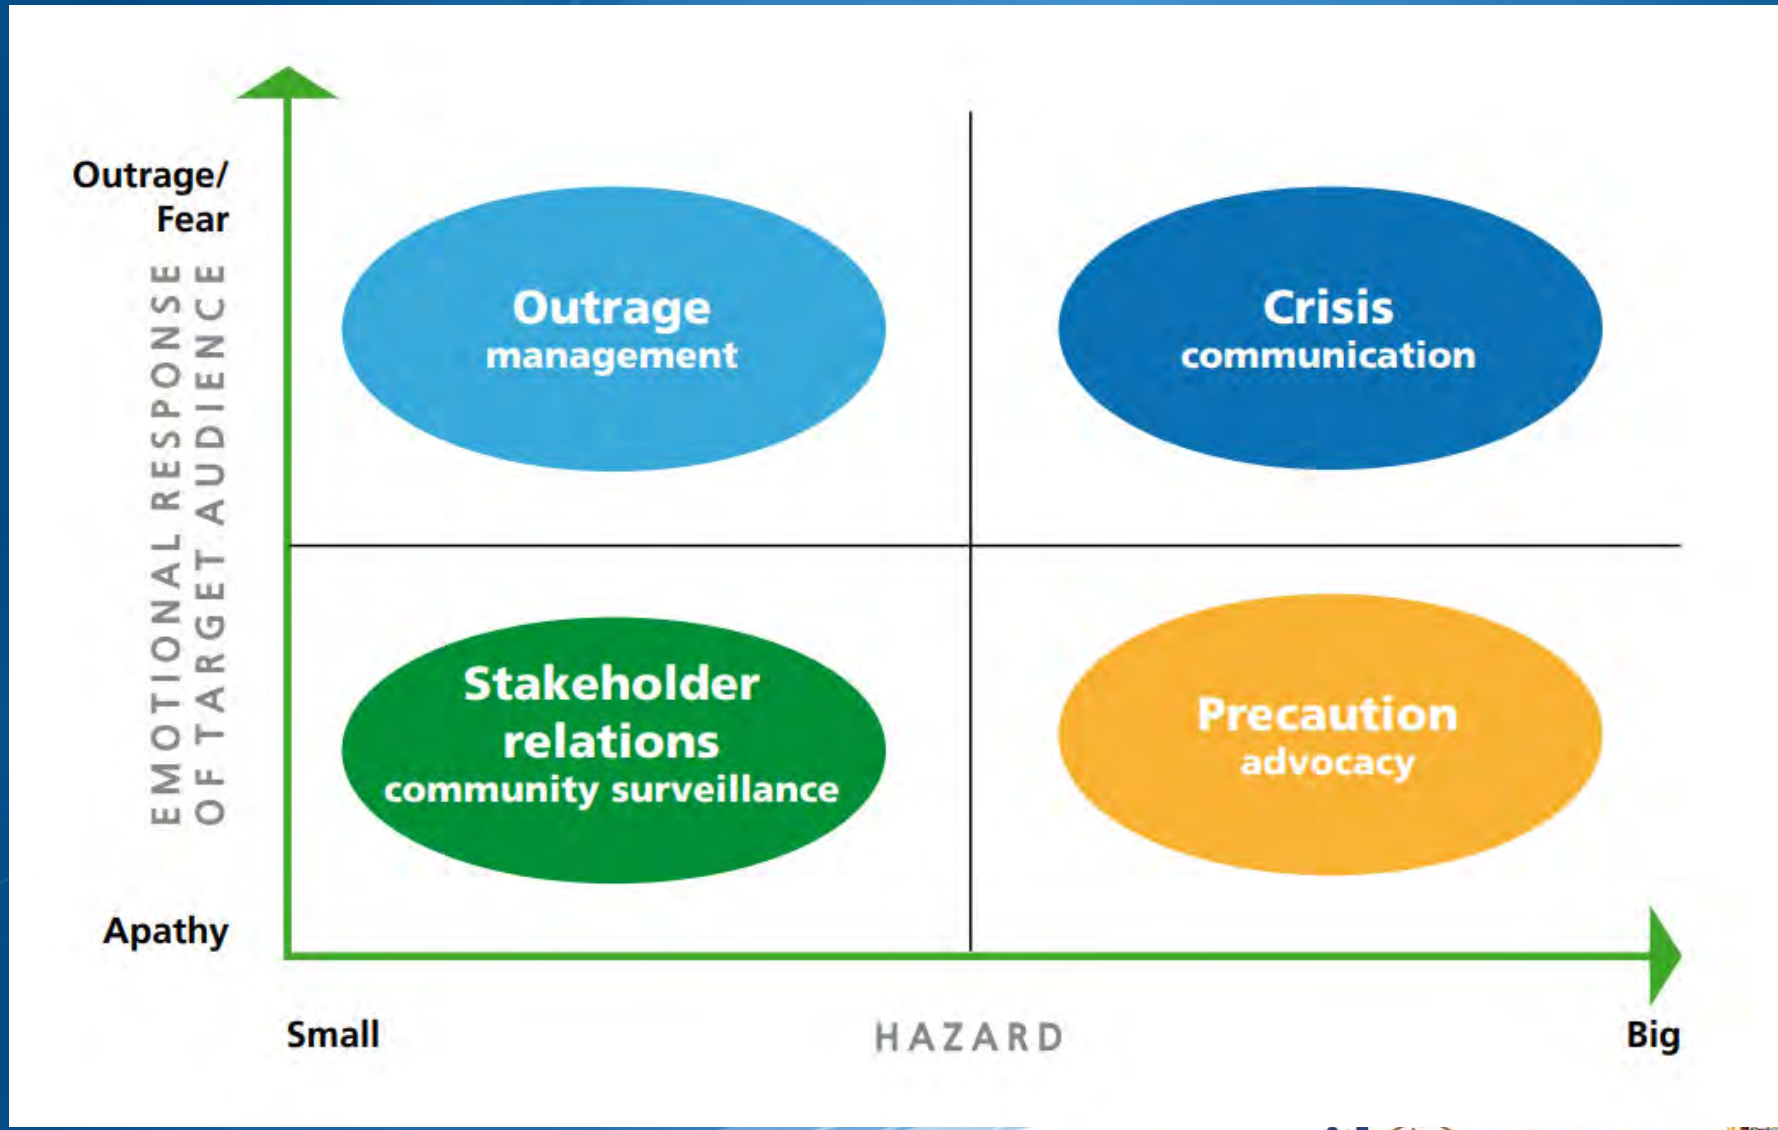 Outrage/
Fear
EMOTIONAL RESPONSE
OF TARGET AUDIENCE
Apathy
Outrage
management
Crisis
communication
Stakeholder
relations
community surveillance
Precaution
advocacy
Small
HAZARD
Big